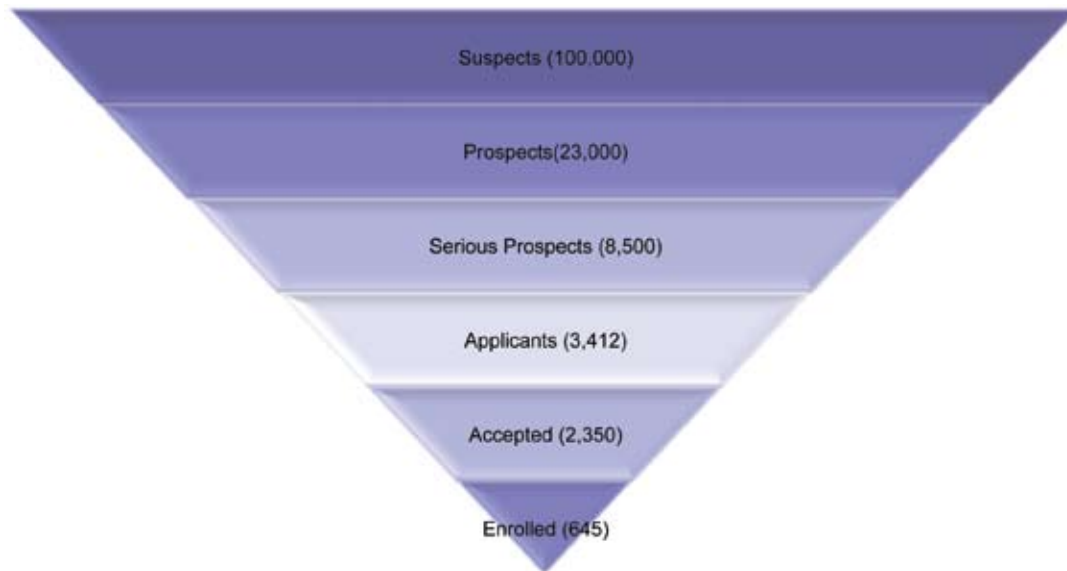 Suspects (100,000)
Prospects(23,000)
Serious Prospects (8,500)
Applicants (3,412)
Accepted (2,350)
Enrolled (645)